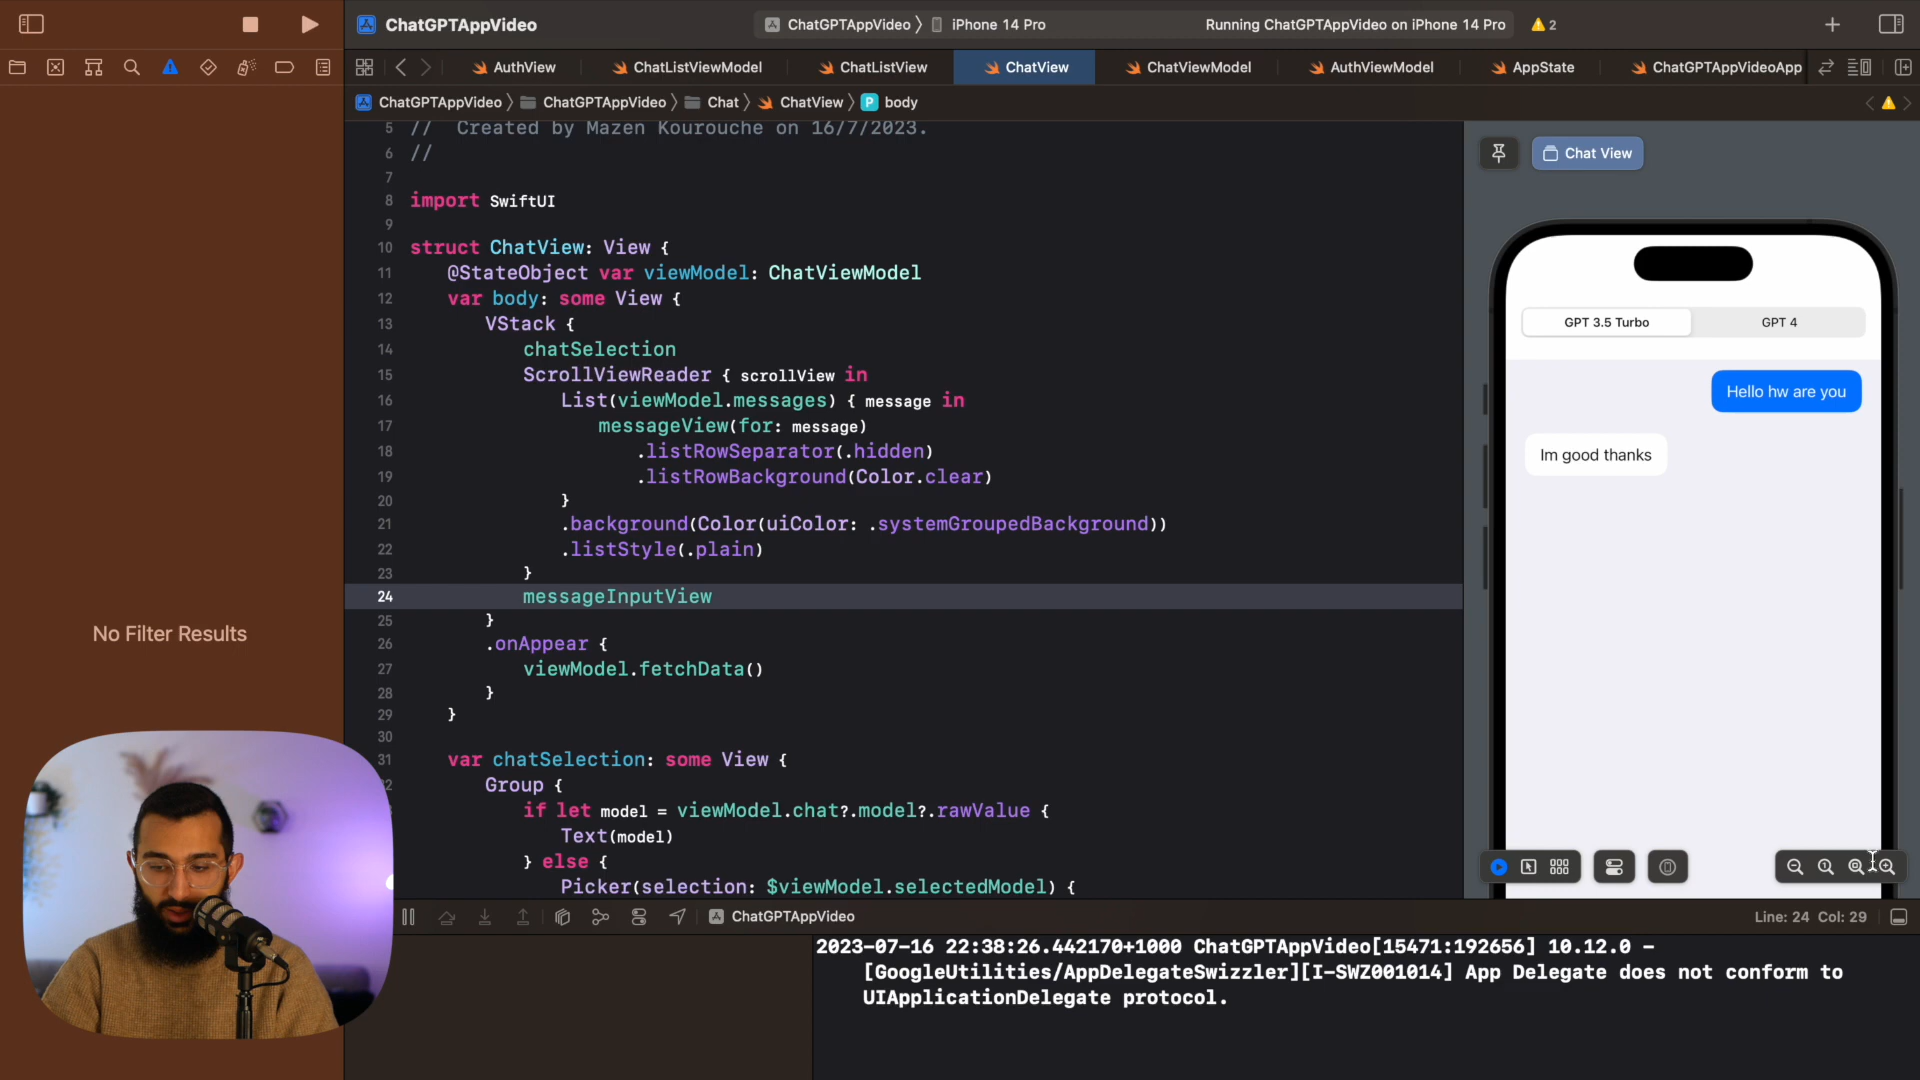 ChatGPTAppVideo
ChatGPTAppVideo 〉 iPhone 14 Pro
Running ChatGPTAppVideo on iPhone 14 Pro
2
AuthView
ChatListViewModel
ChatListView
ChatView
ChatViewModel
AuthViewModel
AppState
ChatGPTAppVideoApp
ChatGPTAppVideo 〉 ChatGPTAppVideo 〉 Chat 〉 ChatView 〉 P body
5 //  Created by Mazen Kourouche on 16/7/2023.
6 //
7
8 import SwiftUI
9
10 struct ChatView: View {
11 @StateObject var viewModel: ChatViewModel
12 var body: some View {
13 VStack {
14 chatSelection
15 ScrollViewReader { scrollView in
16 List(viewModel.messages) { message in
17 messageView(for: message)
18 .listRowSeparator(.hidden)
19 .listRowBackground(Color.clear)
20 }
21 .background(Color(uiColor: .systemGroupedBackground))
22 .listStyle(.plain)
23 }
24 messageInputView
25 }
26 .onAppear {
27 viewModel.fetchData()
28 }
29 }
30
31 var chatSelection: some View {
2 Group {
if let model = viewModel.chat?.model?.rawValue {
Text(model)
} else {
Picker(selection: $viewModel.selectedModel) {
No Filter Results
Chat View
GPT 3.5 Turbo
GPT 4
Hello hw are you
Im good thanks
ChatGPTAppVideo
Line: 24 Col: 29
2023-07-16 22:38:26.442170+1000 ChatGPTAppVideo[15471:192656] 10.12.0 -
[GoogleUtilities/AppDelegateSwizzler][I-SWZ001014] App Delegate does not conform to
UIApplicationDelegate protocol.